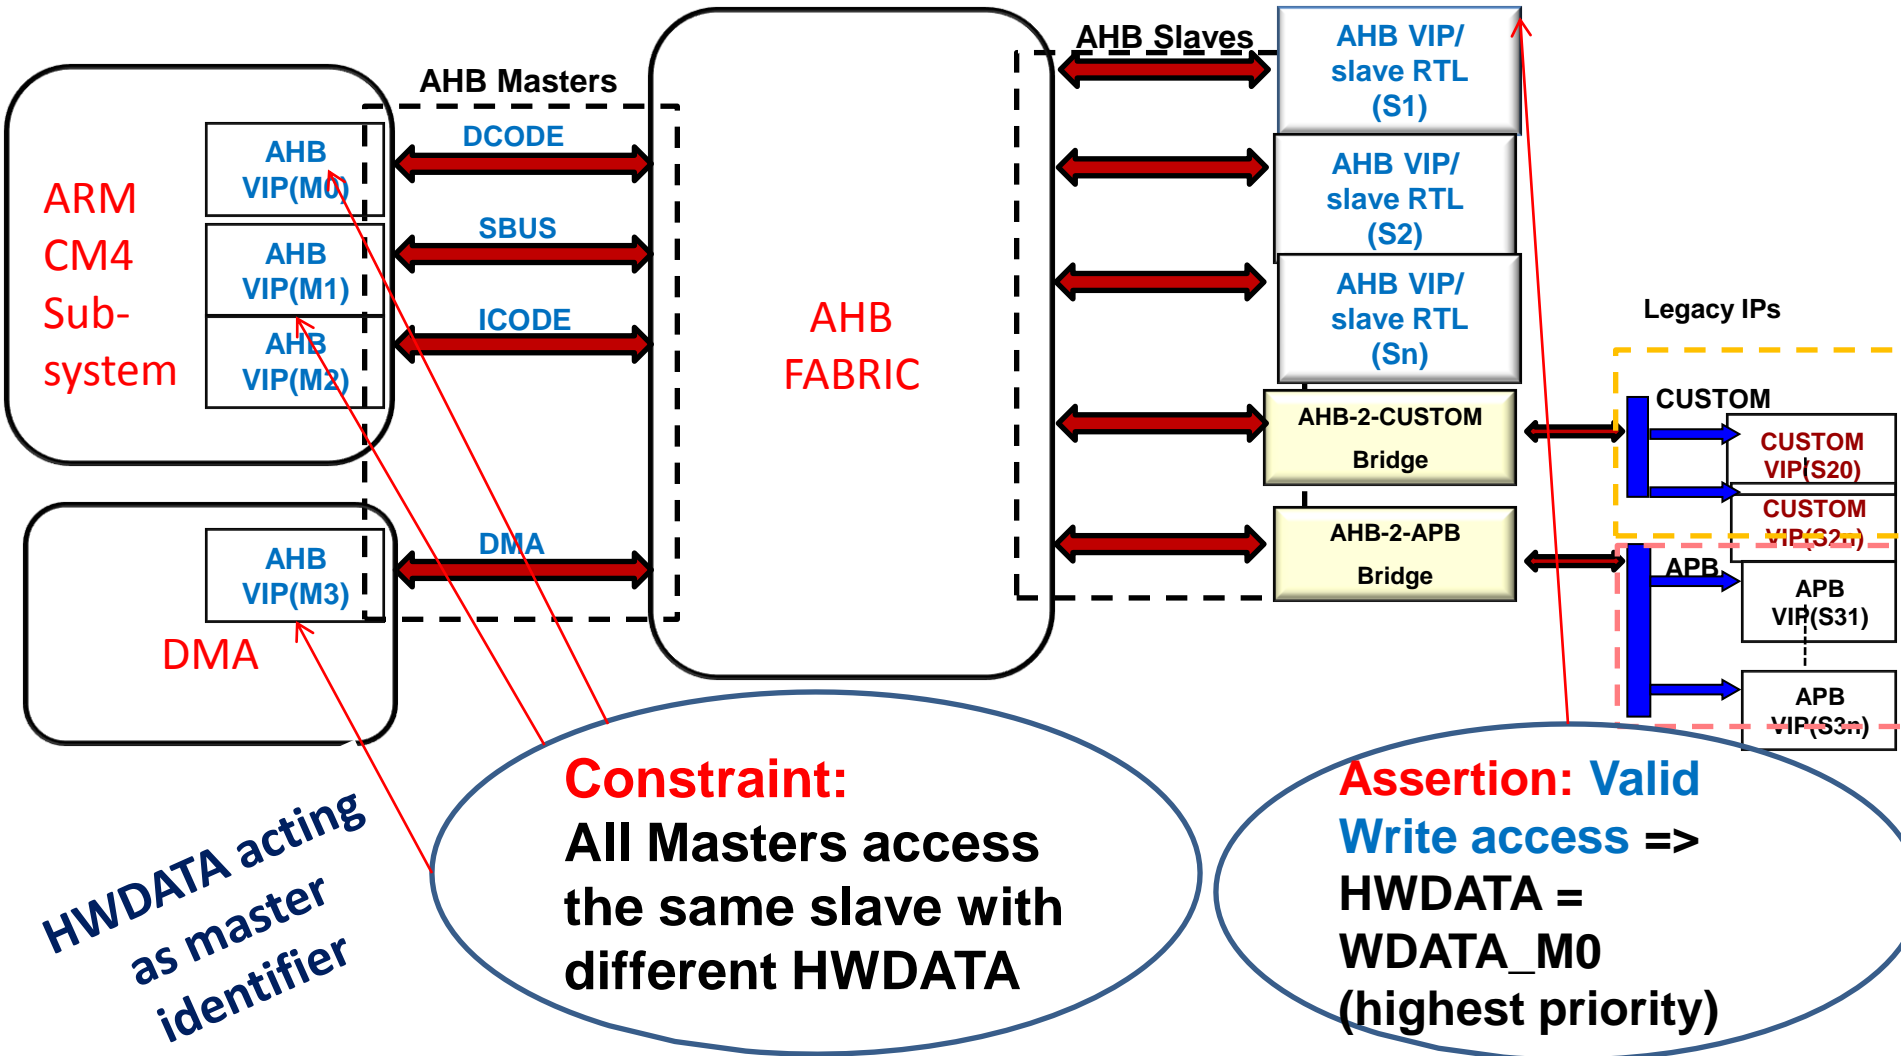 AHB Masters
AHB Slaves
ARM
CM4
Sub-
system
AHB
VIP(M0)
AHB
VIP(M1)
AHB
VIP(M2)
DCODE
SBUS
ICODE
DMA
AHB
VIP(M3)
DMA
AHB
FABRIC
AHB VIP/
slave RTL
(S1)
AHB VIP/
slave RTL
(S2)
AHB VIP/
slave RTL
(Sn)
AHB-2-CUSTOM
Bridge
AHB-2-APB
Bridge
Legacy IPs
CUSTOM
CUSTOM
VIP(S20)
CUSTOM
VIP(S2n)
APB
APB
VIP(S31)
APB
VIP(S3n)
HWDATA acting
as master
identifier
Constraint:
All Masters access
the same slave with
different HWDATA
Assertion: Valid
Write access =>
HWDATA =
WDATA_M0
(highest priority)